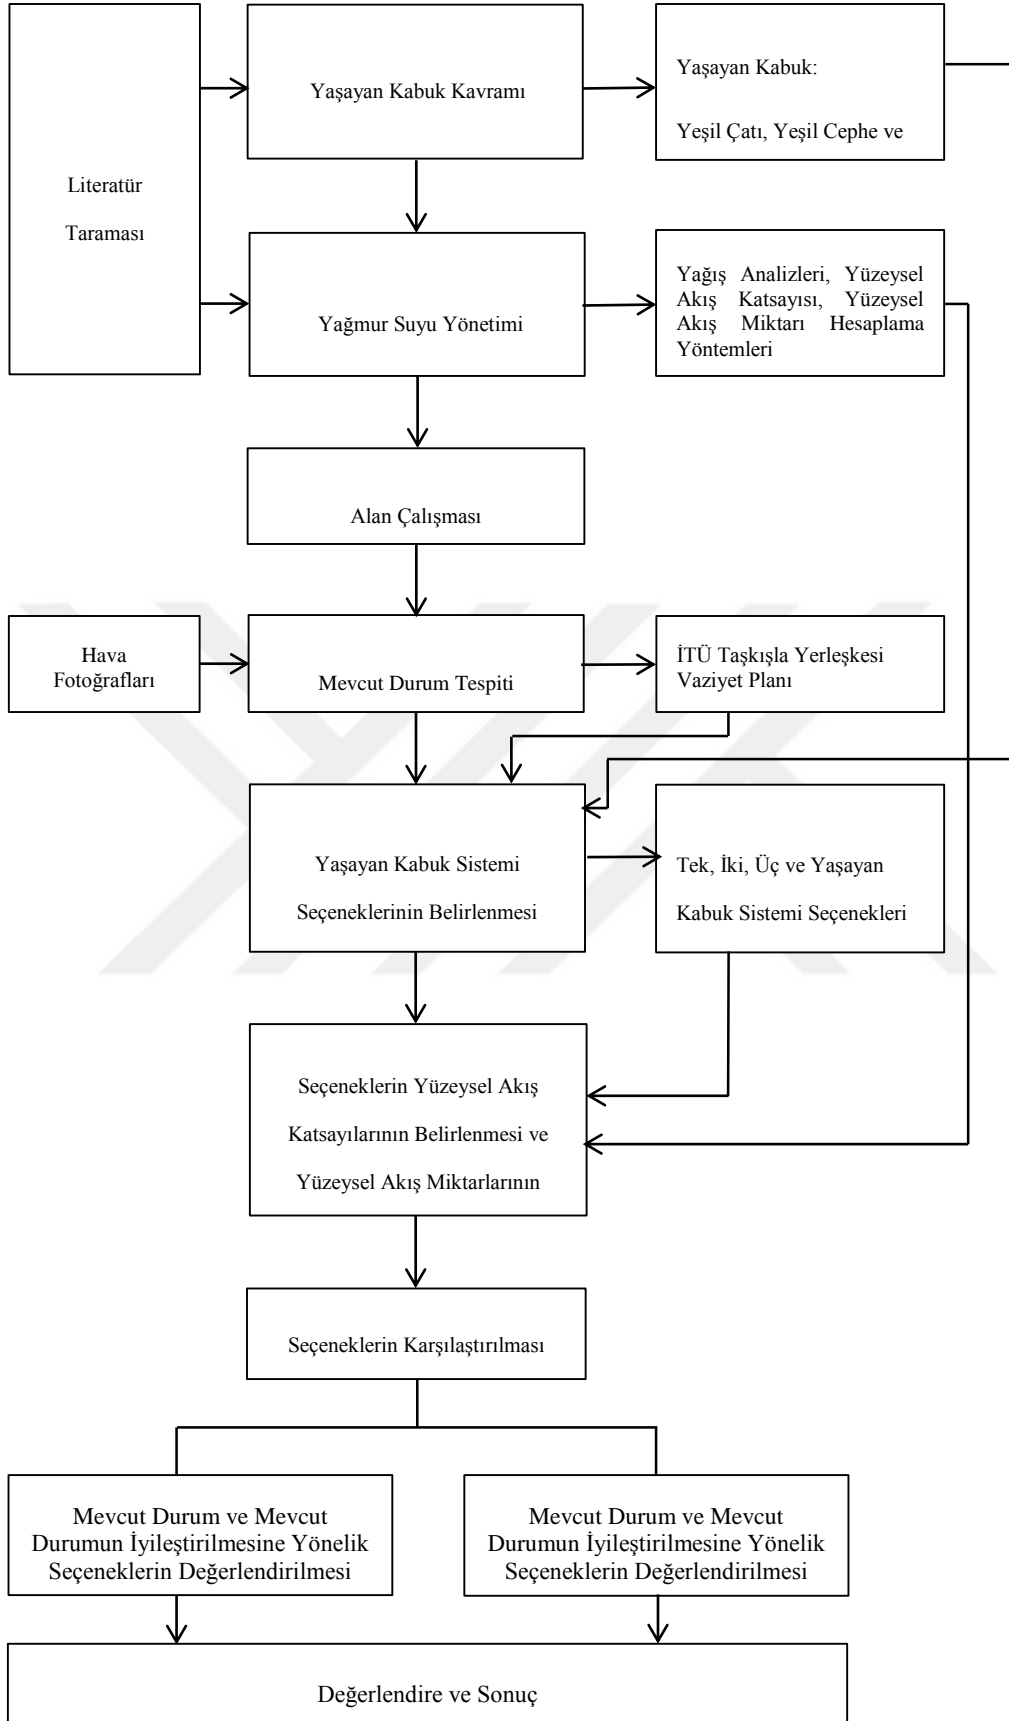 Yaşayan Kabuk Kavramı
Yaşayan Kabuk:
Yeşil Çatı, Yeşil Cephe ve
Literatür
Taraması
Yağmur Suyu Yönetimi
Yağış Analizleri, Yüzeysel
Akış Katsayısı, Yüzeysel
Akış Miktarı Hesaplama
Yöntemleri
Alan Çalışması
Hava
Fotoğrafları
Mevcut Durum Tespiti
İTÜ Taşkışla Yerleşkesi
Vaziyet Planı
Yaşayan Kabuk Sistemi
Seçeneklerinin Belirlenmesi
Tek, İki, Üç ve Yaşayan
Kabuk Sistemi Seçenekleri
Seçeneklerin Yüzeysel Akış
Katsayılarının Belirlenmesi ve
Yüzeysel Akış Miktarlarının
Seçeneklerin Karşılaştırılması
Mevcut Durum ve Mevcut
Durumun İyileştirilmesine Yönelik
Seçeneklerin Değerlendirilmesi
Mevcut Durum ve Mevcut
Durumun İyileştirilmesine Yönelik
Seçeneklerin Değerlendirilmesi
Değerlendire ve Sonuç